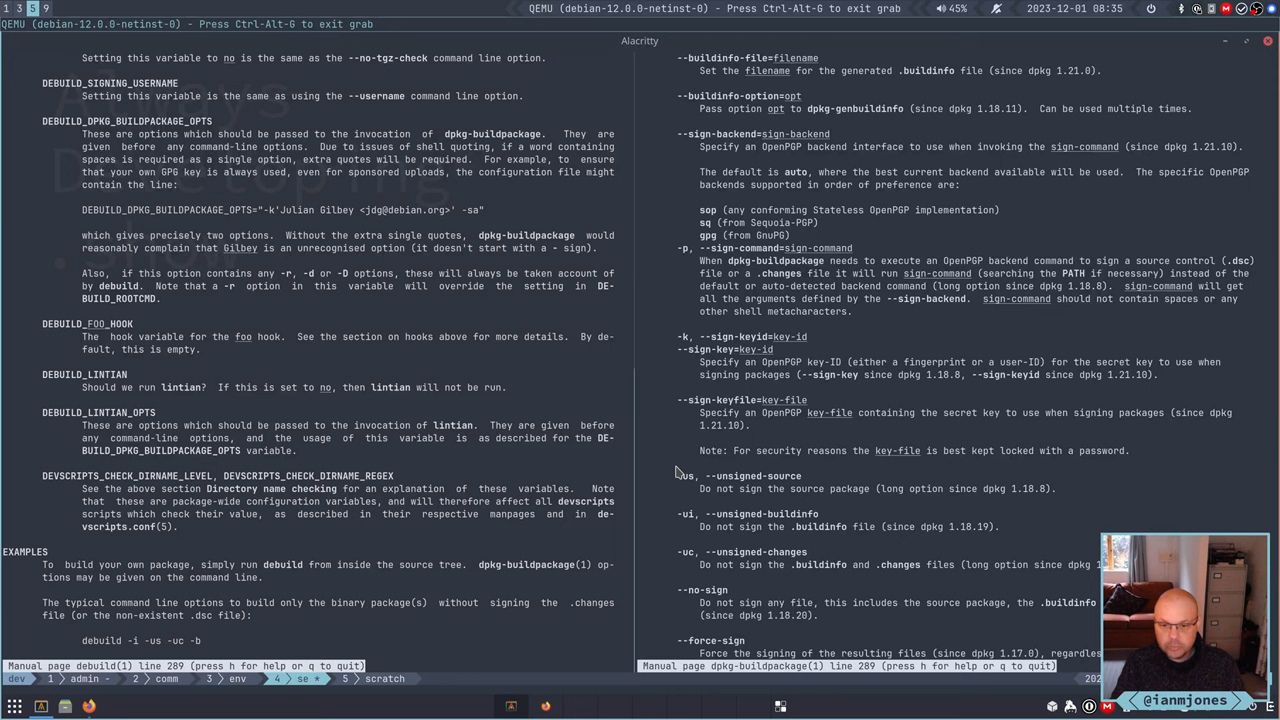 1 3 5 9
QEMU (debian-12.2.0-netinst-0) - Press Ctrl-Alt-G to exit grab
45%
2023-12-01 08:35
QEMU (debian-12.2.0-netinst-0) - Press Ctrl-Alt-G to exit grab
Alacritty
Setting this variable to no is the same as the --no-tgz-check command line option.
DEBUILD_SIGNING_USERNAME
Setting this variable is the same as using the --username command line option.
DEBUILD_DPKG_BUILDPACKAGE_OPTS
These are options which should be passed to the invocation of dpkg-buildpackage. They are
given before any command-line options. Due to issues of shell quoting, if a word containing
spaces is required as a single option, extra quotes will be required. For example, to ensure
that your own GPG key is always used, even for sponsored uploads, the configuration file might
contain the line:
DEBUILD_DPKG_BUILDPACKAGE_OPTS="-k'Julian Gilbey <jdg@debian.org>' -sa"
which gives precisely two options. Without the extra single quotes, dpkg-buildpackage would
reasonably complain that Gilbey is an unrecognised option (it doesn't start with a - sign).
Also, if this option contains any -r, -d or -D options, these will always be taken account of
by debuild. Note that a -r option in this variable will override the setting in DE-
BUILD_ROOTCMD.
DEBUILD_FOO_HOOK
The hook variable for the foo hook. See the section on hooks above for more details. By de-
fault, this is empty.
DEBUILD_LINTIAN
Should we run lintian? If this is set to no, then lintian will not be run.
DEBUILD_LINTIAN_OPTS
These are options which should be passed to the invocation of lintian. They are given before
any command-line options, and the usage of this variable is as described for the DE-
BUILD_DPKG_BUILDPACKAGE_OPTS variable.
DEVSCRIPTS_CHECK_DIRNAME_LEVEL, DEVSCRIPTS_CHECK_DIRNAME_REGEX
See the above section Directory name checking for an explanation of these variables. Note
that these are package-wide configuration variables, and will therefore affect all devscripts
scripts which check their value, as described in their respective manpages and in de-
vscripts.conf(5).
EXAMPLES
To build your own package, simply run debuild from inside the source tree. dpkg-buildpackage(1) op-
tions may be given on the command line.
The typical command line options to build only the binary package(s) without signing the .changes
file (or the non-existent .dsc file):
debuild -i -us -uc -b
Manual page debuild(1) line 289 (press h for help or q to quit)
--buildinfo-file=filename
Set the filename for the generated .buildinfo file (since dpkg 1.21.0).
--buildinfo-option=opt
Pass option opt to dpkg-genbuildinfo (since dpkg 1.18.11). Can be used multiple times.
--sign-backend=sign-backend
Specify an OpenPGP backend interface to use when invoking the sign-command (since dpkg 1.21.10).
The default is auto, where the best current backend available will be used. The specific OpenPGP
backends supported in order of preference are:
sop (any conforming Stateless OpenPGP implementation)
sq (from Sequoia-PGP)
gpg (from GnuPG)
-p, --sign-command=sign-command
When dpkg-buildpackage needs to execute an OpenPGP backend command to sign a source control (.dsc)
file or a .changes file it will run sign-command (searching the PATH if necessary) instead of the
default or auto-detected backend command (long option since dpkg 1.18.8). sign-command will get
all the arguments defined by the --sign-backend. sign-command should not contain spaces or any
other shell metacharacters.
-k, --sign-keyid=key-id
--sign-key=key-id
Specify an OpenPGP key-ID (either a fingerprint or a user-ID) for the secret key to use when
signing packages (--sign-key since dpkg 1.18.8, --sign-keyid since dpkg 1.21.10).
--sign-keyfile=key-file
Specify an OpenPGP key-file containing the secret key to use when signing packages (since dpkg
1.21.10).
Note: For security reasons the key-file is best kept locked with a password.
-us, --unsigned-source
Do not sign the source package (long option since dpkg 1.18.8).
-ui, --unsigned-buildinfo
Do not sign the .buildinfo file (since dpkg 1.18.19).
-uc, --unsigned-changes
Do not sign the .buildinfo and .changes files (long option since dpkg
--no-sign
Do not sign any file, this includes the source package, the .buildinfo
(since dpkg 1.18.20).
--force-sign
Force the signing of the resulting files (since dpkg 1.17.0), regardless
Manual page dpkg-buildpackage(1) line 289 (press h for help or q to quit)
dev 1 admin - 2 comm 3 env 4 se * 5 scratch
202
@ianmjones